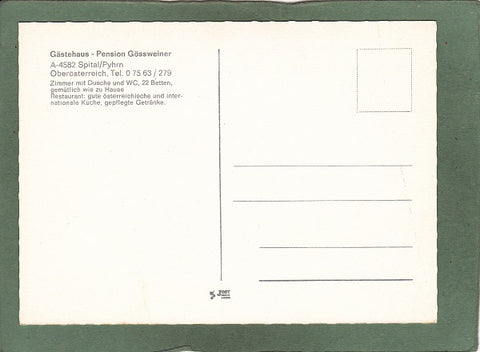 Gästehaus - Pension Gössweiner
A-4582 Spital/Pyhrn
Oberösterreich, Tel. 0 75 63 / 279
Zimmer mit Dusche und WC, 22 Betten,
gemütlich wie zu Hause
Restaurant: gute österreichische und inter-
nationale Küche, gepflegte Getränke.